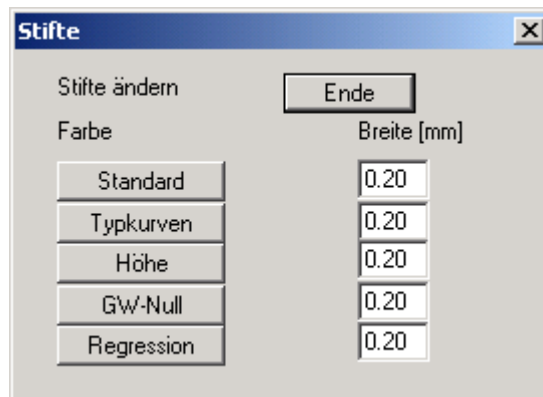 Stifte
Stifte ändern Ende
Farbe Breite [mm]
Standard 0.20
Typkurven 0.20
Höhe 0.20
GW-Null 0.20
Regression 0.20